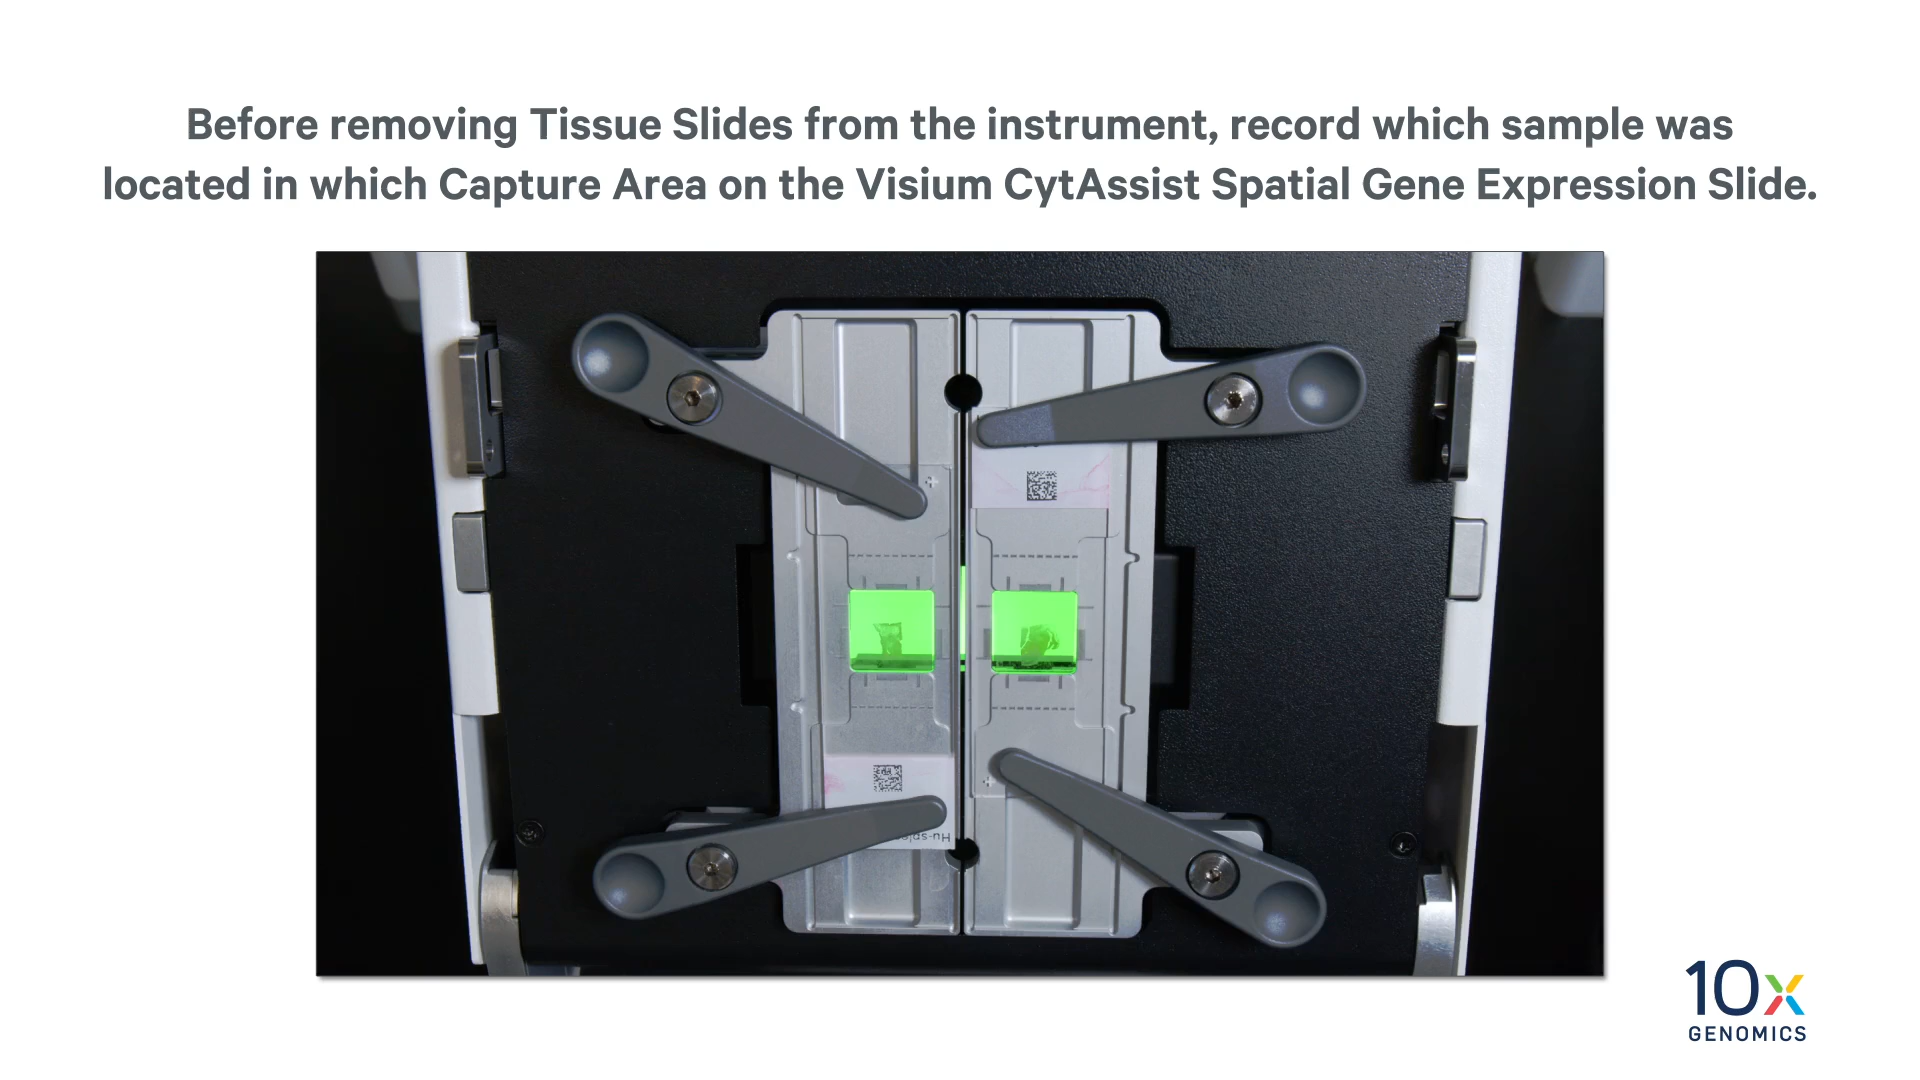 Before removing Tissue Slides from the instrument, record which sample was
located in which Capture Area on the Visium CytAssist Spatial Gene Expression Slide.
10x
GENOMICS